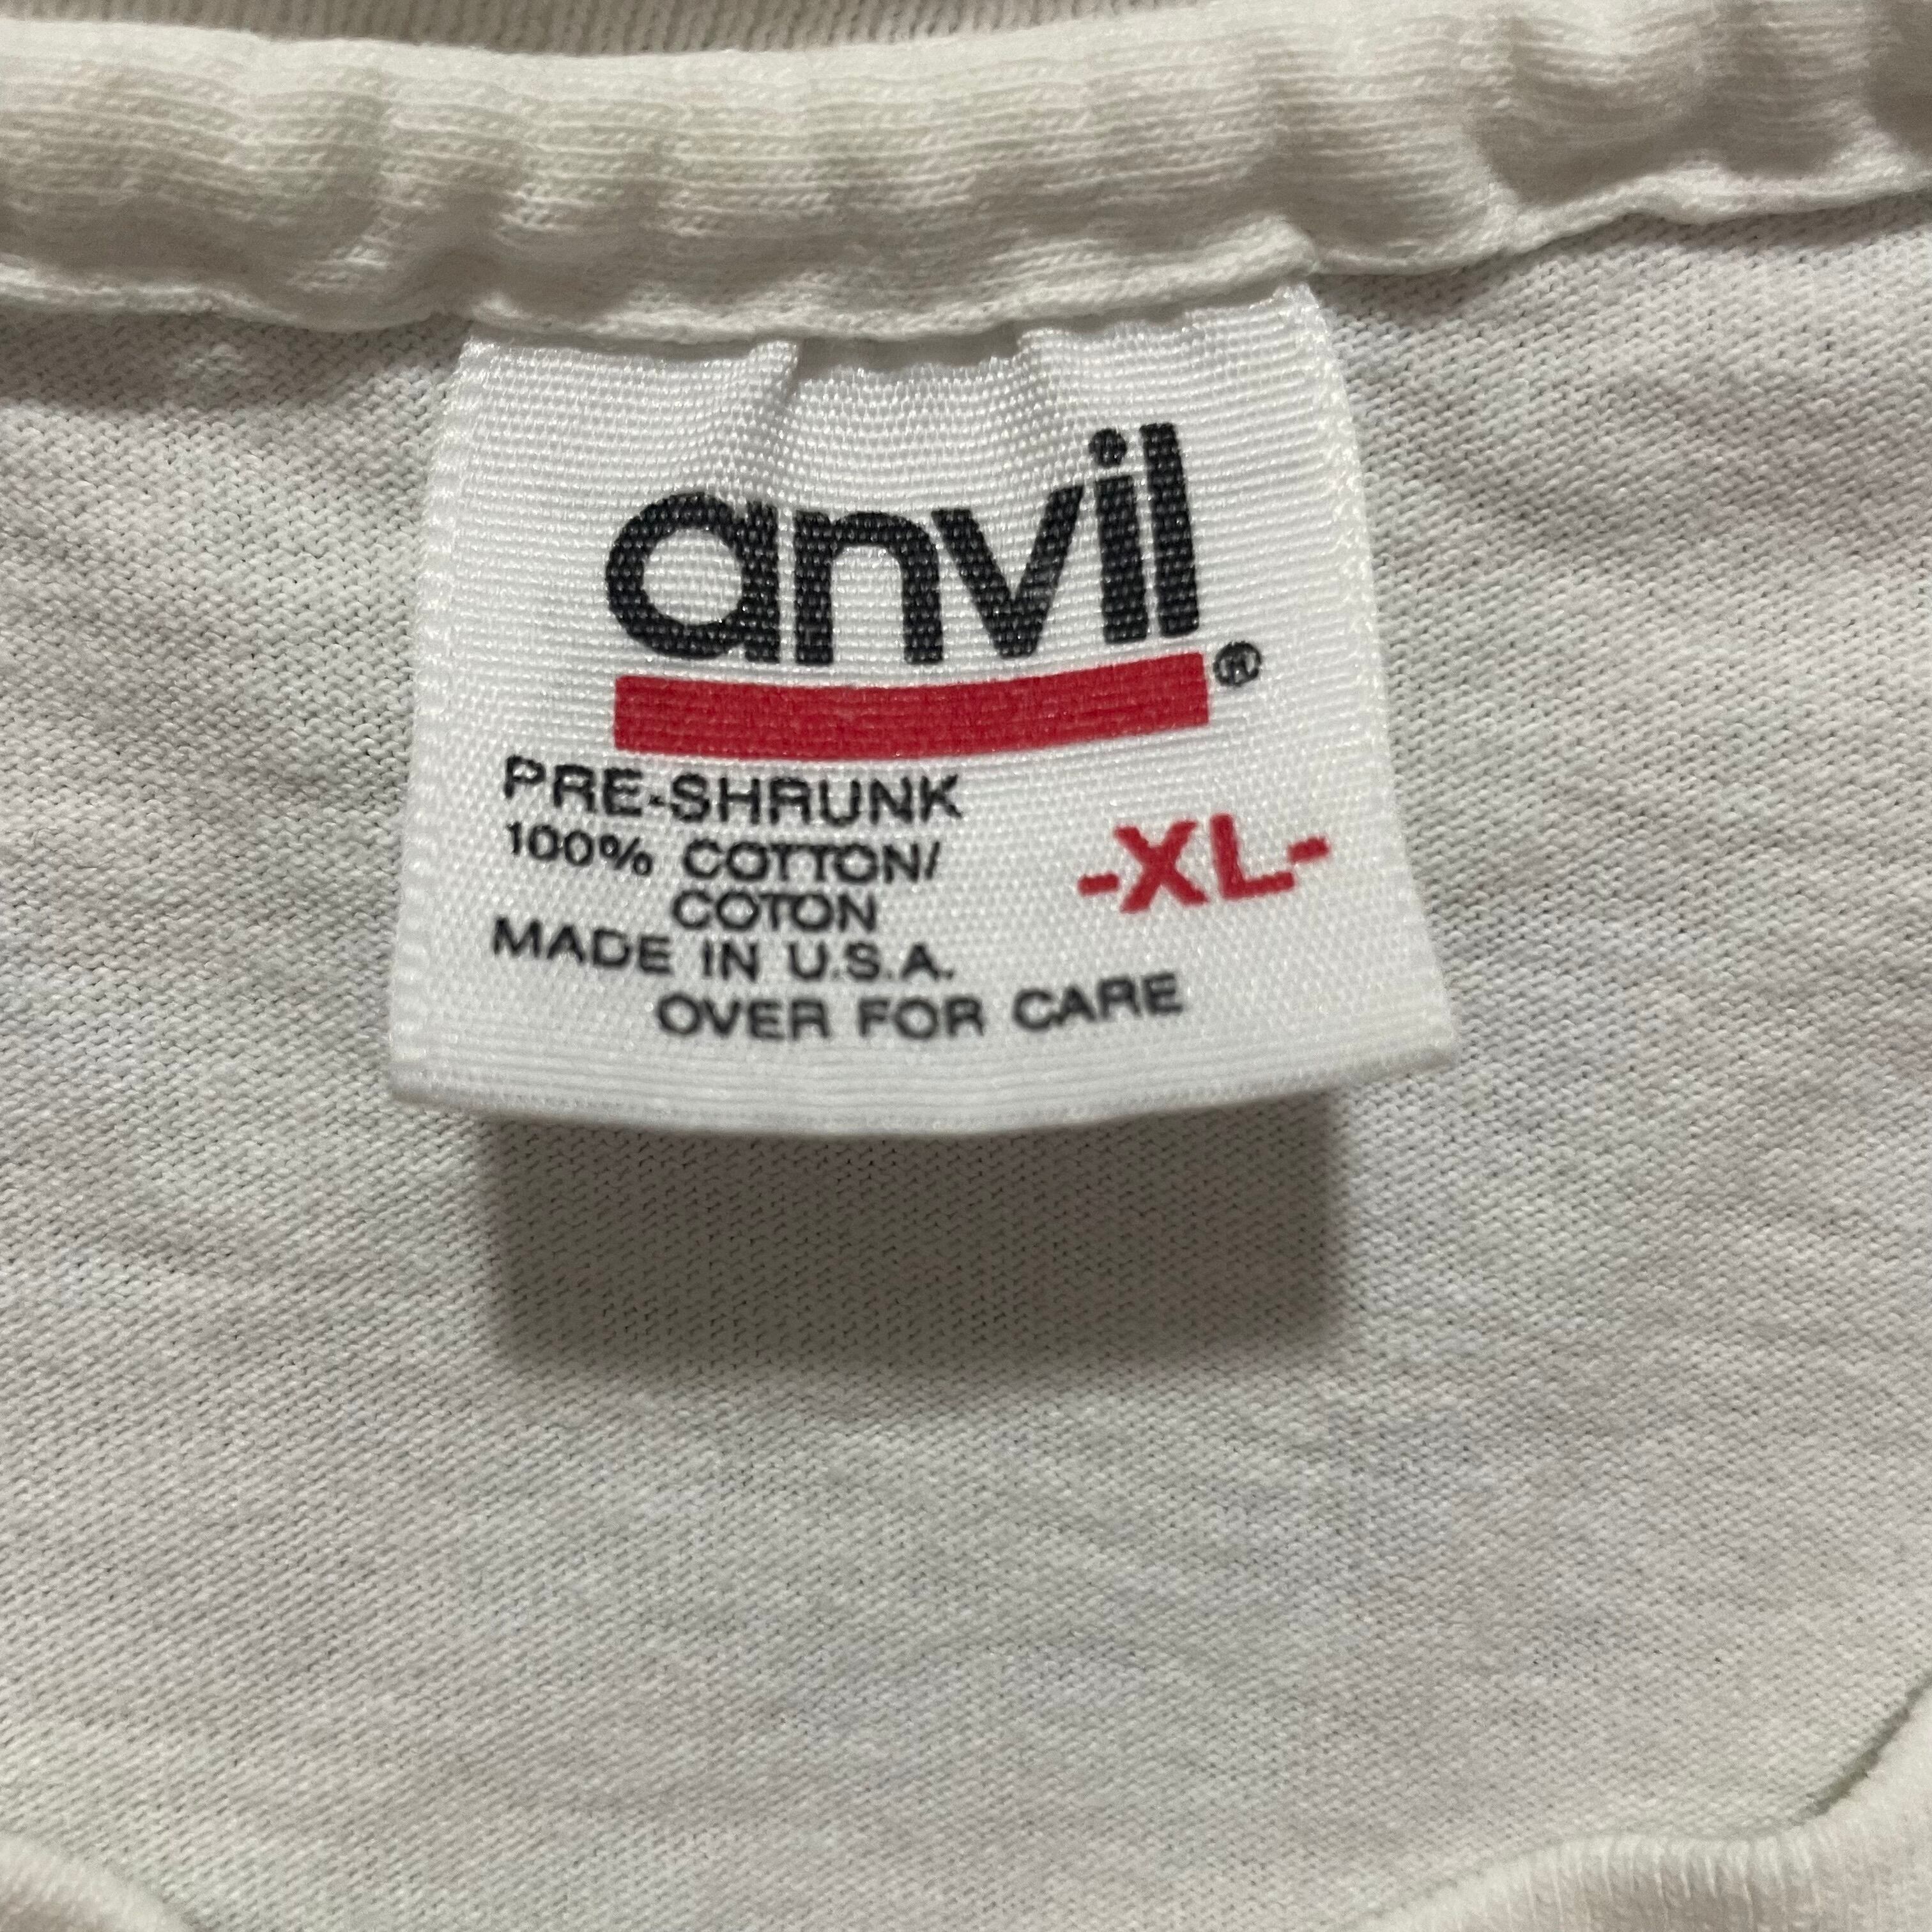 anvil®
PRE-SHRUNK
100% COTTON/
COTON
-XL-
MADE IN U.S.A.
OVER FOR CARE